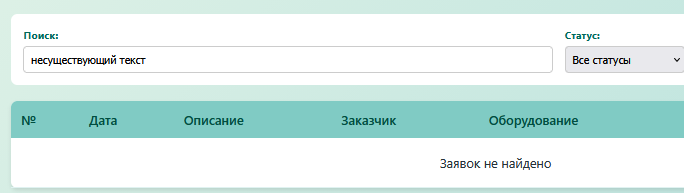 Поиск: Статус:
несуществующий текст Все статусы
№ Дата Описание Заказчик Оборудование
Заявок не найдено